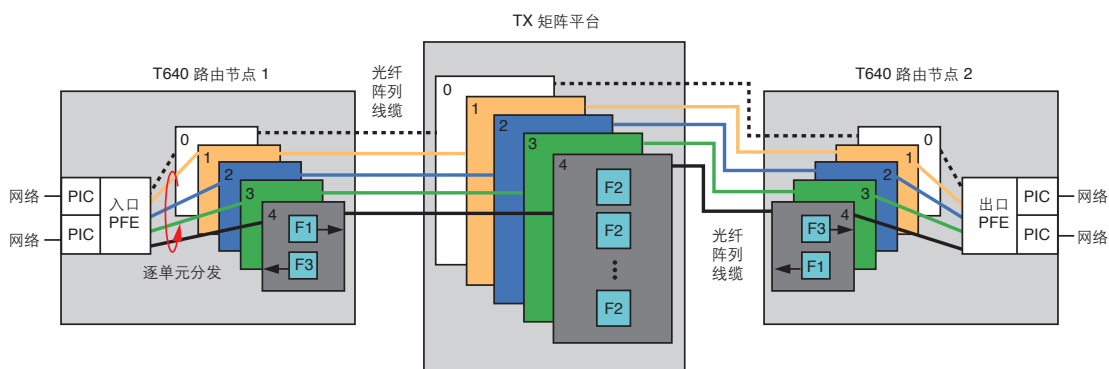 TX 矩阵平台
T640 路由节点 1
光纤
阵列
线缆
T640 路由节点 2
0
1
2
3
4
F1
F3
网络
PIC
网络
PIC
入口
PFE
逐单元分发
0
1
2
3
4
F2
F2
F2
光纤
阵列
线缆
0
1
2
3
4
F3
F1
出口
PFE
PIC
网络
PIC
网络